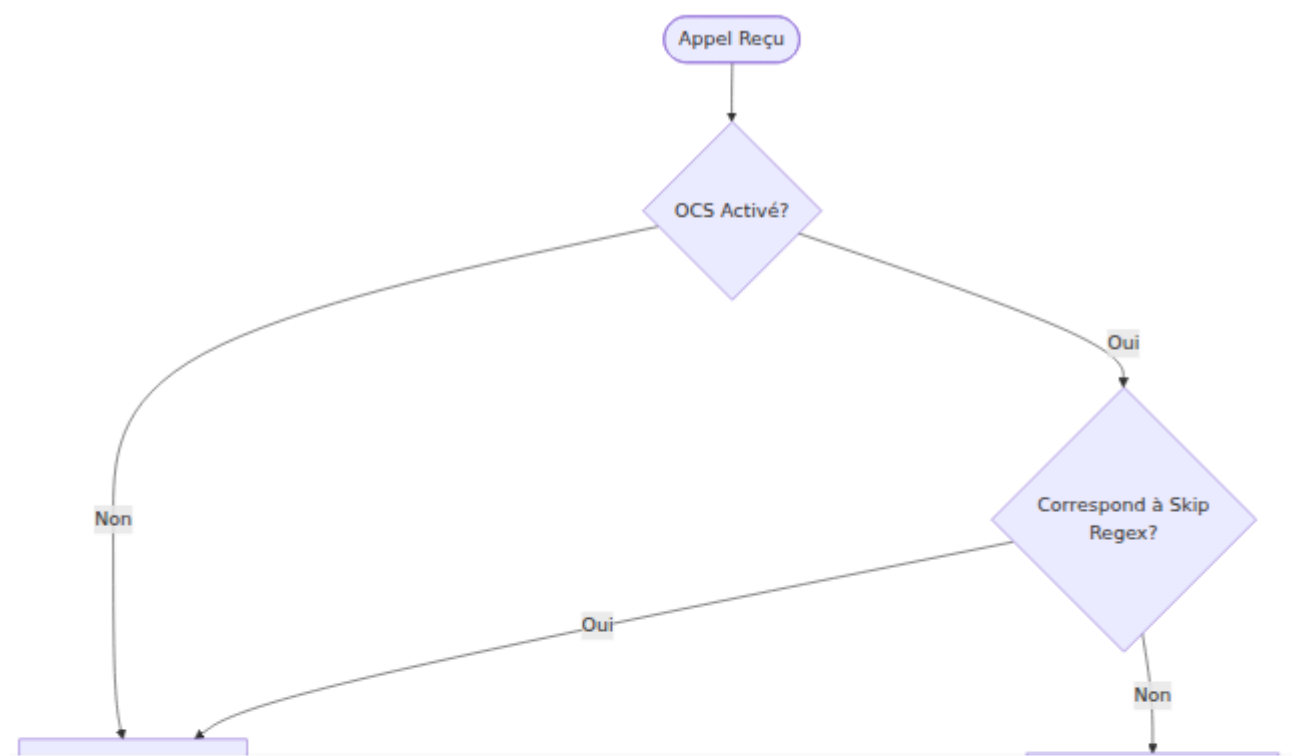 Appel Reçu
OCS Activé?
Oui
Correspond à Skip
Regex?
Non
Oui
Non